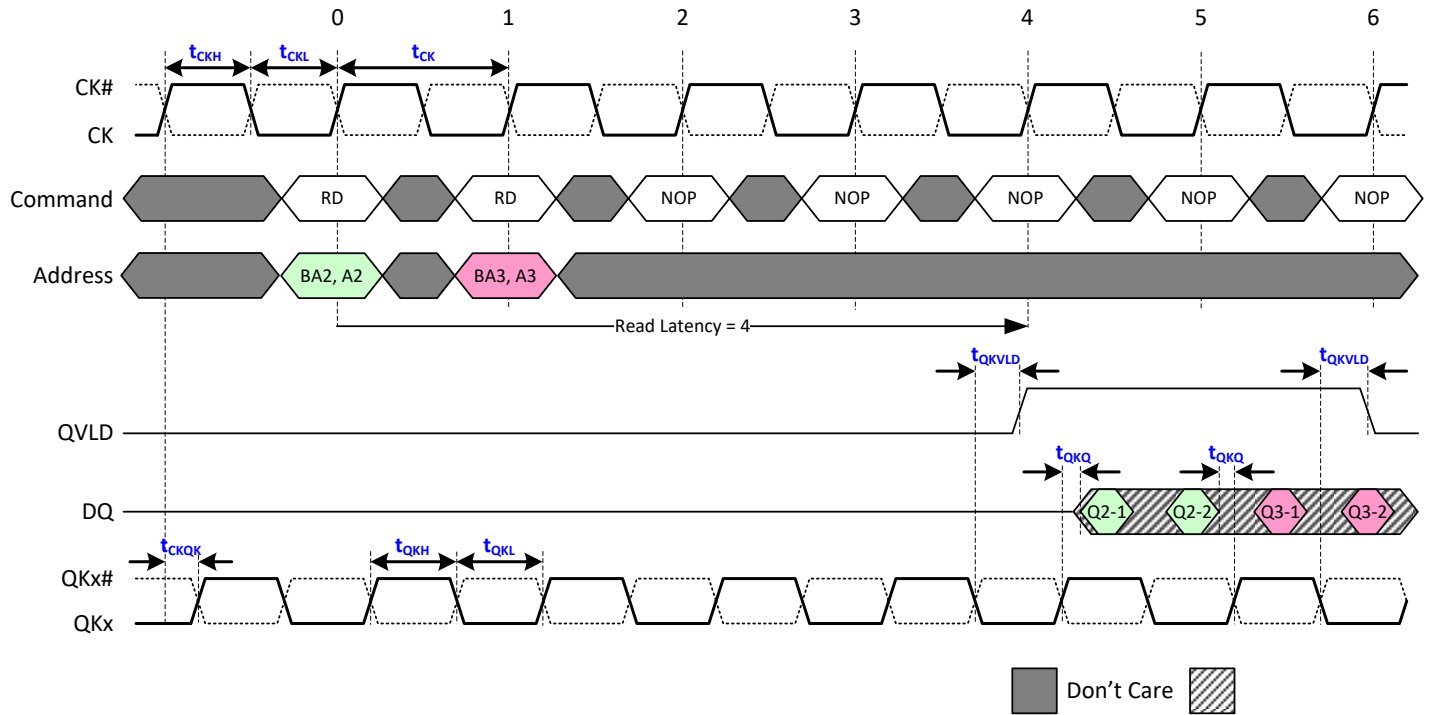 0 1 2 3 4 5 6
tCKH tCKL tCK
CK#
CK
Command RD RD NOP NOP NOP NOP NOP
Address BA2, A2 BA3, A3
Read Latency = 4
tQKVLD tQKVLD
QVLD
tQKQ tQKQ
DQ Q2-1 Q2-2 Q3-1 Q3-2
tCKQK tQKH tQKL
QKx#
QKx
Don't Care